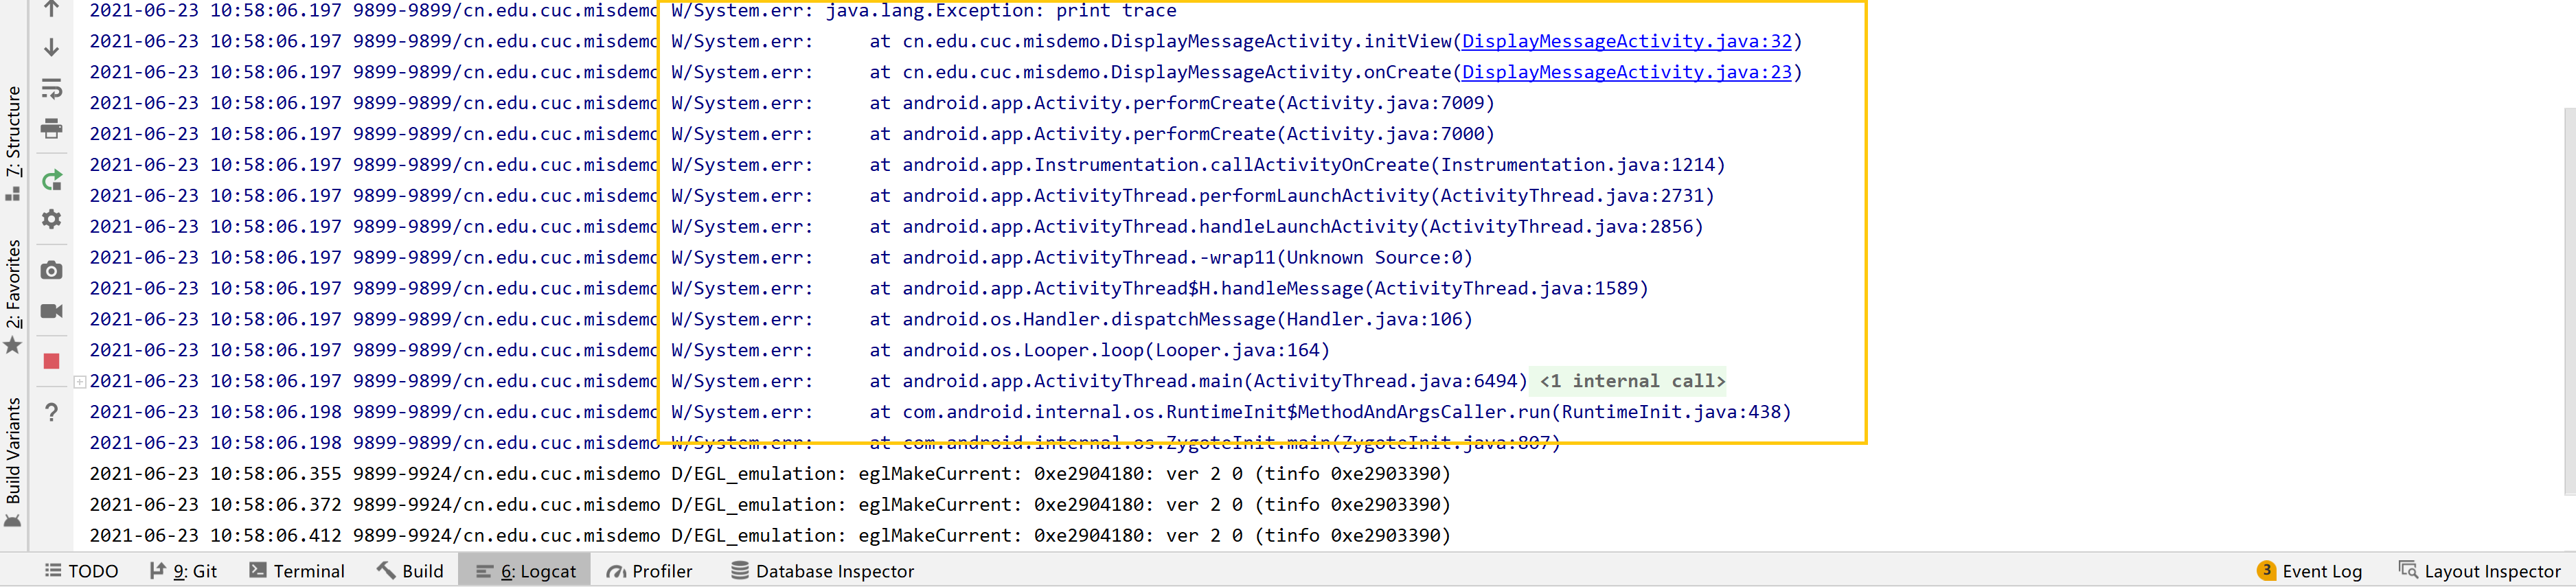 2021-06-23 10:58:06.197 9899-9899/cn.edu.cuc.misdemo W/System.err: java.lang.Exception: print trace
2021-06-23 10:58:06.197 9899-9899/cn.edu.cuc.misdemo W/System.err:     at cn.edu.cuc.misdemo.DisplayMessageActivity.initView(DisplayMessageActivity.java:32)
2021-06-23 10:58:06.197 9899-9899/cn.edu.cuc.misdemo W/System.err:     at cn.edu.cuc.misdemo.DisplayMessageActivity.onCreate(DisplayMessageActivity.java:23)
2021-06-23 10:58:06.197 9899-9899/cn.edu.cuc.misdemo W/System.err:     at android.app.Activity.performCreate(Activity.java:7009)
2021-06-23 10:58:06.197 9899-9899/cn.edu.cuc.misdemo W/System.err:     at android.app.Activity.performCreate(Activity.java:7000)
2021-06-23 10:58:06.197 9899-9899/cn.edu.cuc.misdemo W/System.err:     at android.app.Instrumentation.callActivityOnCreate(Instrumentation.java:1214)
2021-06-23 10:58:06.197 9899-9899/cn.edu.cuc.misdemo W/System.err:     at android.app.ActivityThread.performLaunchActivity(ActivityThread.java:2731)
2021-06-23 10:58:06.197 9899-9899/cn.edu.cuc.misdemo W/System.err:     at android.app.ActivityThread.handleLaunchActivity(ActivityThread.java:2856)
2021-06-23 10:58:06.197 9899-9899/cn.edu.cuc.misdemo W/System.err:     at android.app.ActivityThread.-wrap11(Unknown Source:0)
2021-06-23 10:58:06.197 9899-9899/cn.edu.cuc.misdemo W/System.err:     at android.app.ActivityThread$H.handleMessage(ActivityThread.java:1589)
2021-06-23 10:58:06.197 9899-9899/cn.edu.cuc.misdemo W/System.err:     at android.os.Handler.dispatchMessage(Handler.java:106)
2021-06-23 10:58:06.197 9899-9899/cn.edu.cuc.misdemo W/System.err:     at android.os.Looper.loop(Looper.java:164)
2021-06-23 10:58:06.197 9899-9899/cn.edu.cuc.misdemo W/System.err:     at android.app.ActivityThread.main(ActivityThread.java:6494) <1 internal call>
2021-06-23 10:58:06.198 9899-9899/cn.edu.cuc.misdemo W/System.err:     at com.android.internal.os.RuntimeInit$MethodAndArgsCaller.run(RuntimeInit.java:438)
2021-06-23 10:58:06.198 9899-9899/cn.edu.cuc.misdemo W/System.err:     at com.android.internal.os.ZygoteInit.main(ZygoteInit.java:807)
2021-06-23 10:58:06.355 9899-9924/cn.edu.cuc.misdemo D/EGL_emulation: eglMakeCurrent: 0xe2904180: ver 2 0 (tinfo 0xe2903390)
2021-06-23 10:58:06.372 9899-9924/cn.edu.cuc.misdemo D/EGL_emulation: eglMakeCurrent: 0xe2904180: ver 2 0 (tinfo 0xe2903390)
2021-06-23 10:58:06.412 9899-9924/cn.edu.cuc.misdemo D/EGL_emulation: eglMakeCurrent: 0xe2904180: ver 2 0 (tinfo 0xe2903390)
7: Structure
2: Favorites
Build Variants
?
TODO 9: Git Terminal Build 6: Logcat Profiler Database Inspector 3 Event Log Layout Inspector